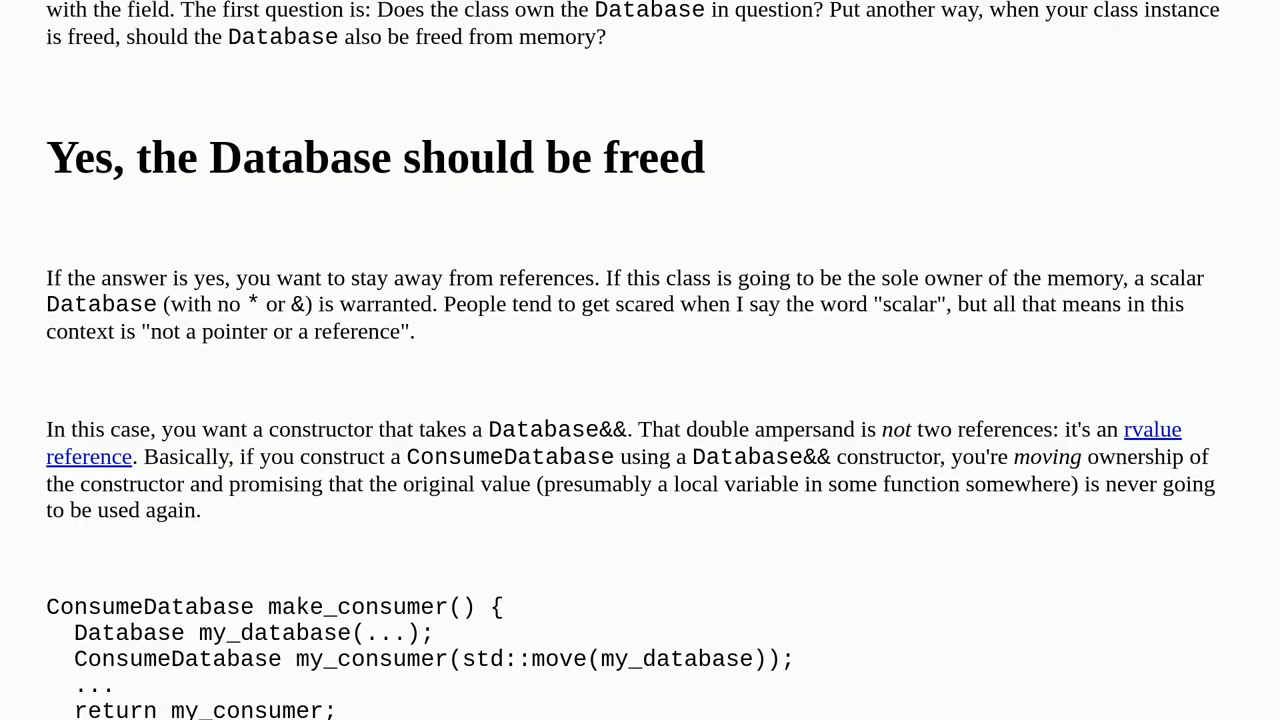 with the field. The first question is: Does the class own the Database in question? Put another way, when your class instance
is freed, should the Database also be freed from memory?
Yes, the Database should be freed
If the answer is yes, you want to stay away from references. If this class is going to be the sole owner of the memory, a scalar
Database (with no * or &) is warranted. People tend to get scared when I say the word "scalar", but all that means in this
context is "not a pointer or a reference".
In this case, you want a constructor that takes a Database&&. That double ampersand is not two references: it's an rvalue
reference. Basically, if you construct a ConsumeDatabase using a Database&& constructor, you're moving ownership of
the constructor and promising that the original value (presumably a local variable in some function somewhere) is never going
to be used again.
ConsumeDatabase make_consumer() {
  Database my_database(...);
  ConsumeDatabase my_consumer(std::move(my_database));
  ...
  return my_consumer;